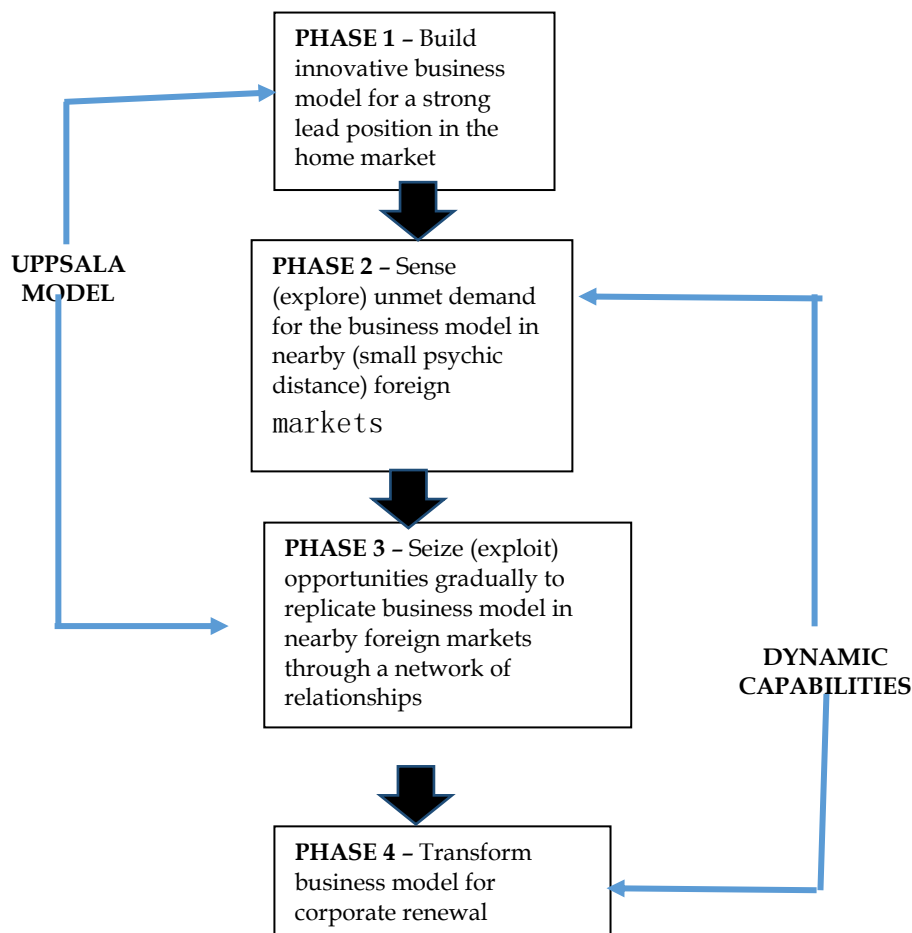 PHASE 1 – Build
innovative business
model for a strong
lead position in the
home market
UPPSALA
MODEL
PHASE 2 – Sense
(explore) unmet demand
for the business model in
nearby (small psychic
distance) foreign
markets
PHASE 3 – Seize (exploit)
opportunities gradually to
replicate business model in
nearby foreign markets
through a network of
relationships
DYNAMIC
CAPABILITIES
PHASE 4 – Transform
business model for
corporate renewal